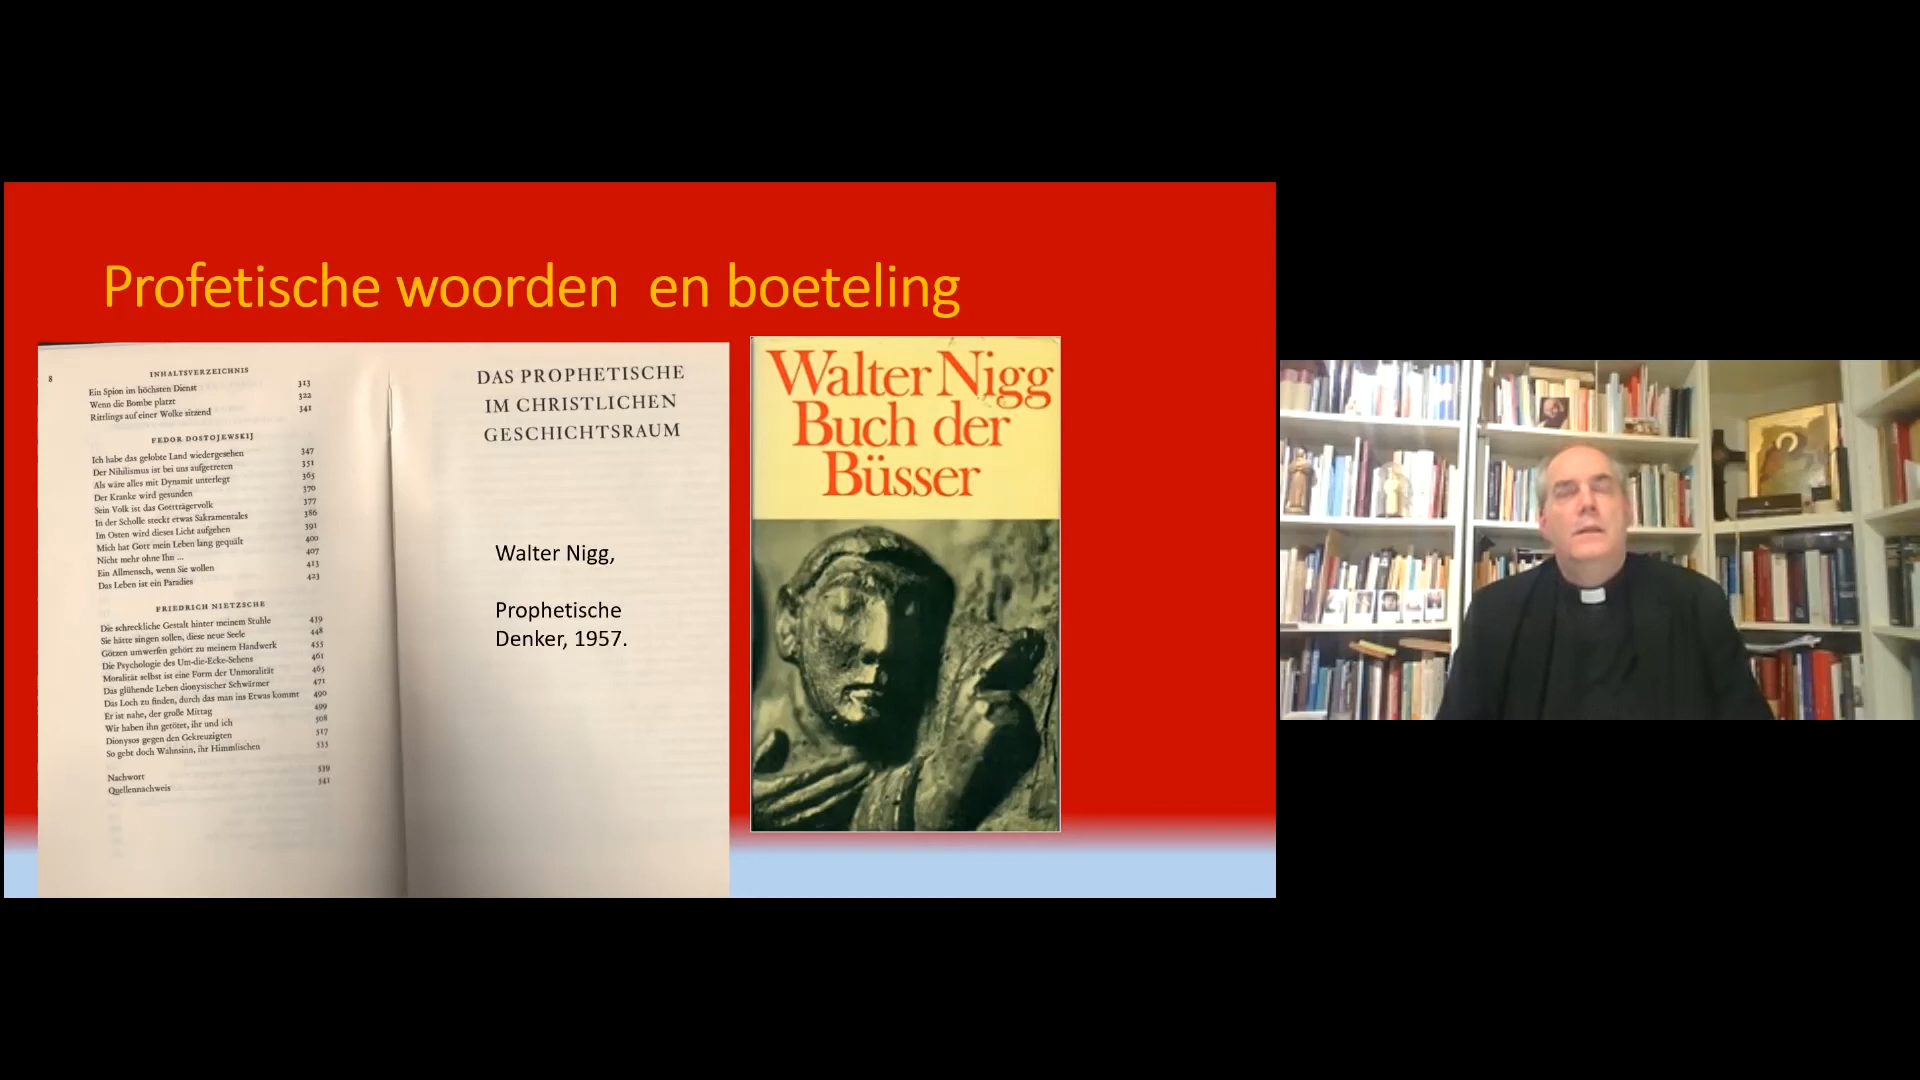 Profetische woorden en boeteling
8
INHALTSVERZEICHNIS
Ein Spion im höchsten Dienst 313
Wenn die Bombe platzt 322
Rittlings auf einer Wolke sitzend 341
FEDOR DOSTOJEWSKIJ
Ich habe das gelobte Land wiedergesehen 347
Der Nihilismus ist bei uns aufgetreten 351
Als wäre alles mit Dynamit unterlegt 365
Der Kranke wird gesunden 370
Sein Volk ist das Gottträgervolk 377
In der Scholle steckt etwas Sakramentales 386
Im Osten wird dieses Licht aufgehen 391
Mich hat Gott mein Leben lang gequält 400
Nicht mehr ohne Ihn ... 407
Ein Allmensch, wenn Sie wollen 413
Das Leben ist ein Paradies 423
FRIEDRICH NIETZSCHE
Die schreckliche Gestalt hinter meinem Stuhle 439
Sie hätte singen sollen, diese neue Seele 448
Götzen umwerfen gehört zu meinem Handwerk 455
Die Psychologie des Um-die-Ecke-Sehens 461
Moralität selbst ist eine Form der Unmoralität 465
Das glühende Leben dionysischer Schwärmer 471
Das Loch zu finden, durch das man ins Etwas kommt 490
Er ist nahe, der große Mittag 499
Wir haben ihn getötet, ihr und ich 508
Dionysos gegen den Gekreuzigten 517
So gebt doch Wahnsinn, ihr Himmlischen 535
Nachwort 539
Quellennachweis 541
DAS PROPHETISCHE
IM CHRISTLICHEN
GESCHICHTSRAUM
Walter Nigg,
Prophetische
Denker, 1957.
Walter Nigg
Buch der
Büsser